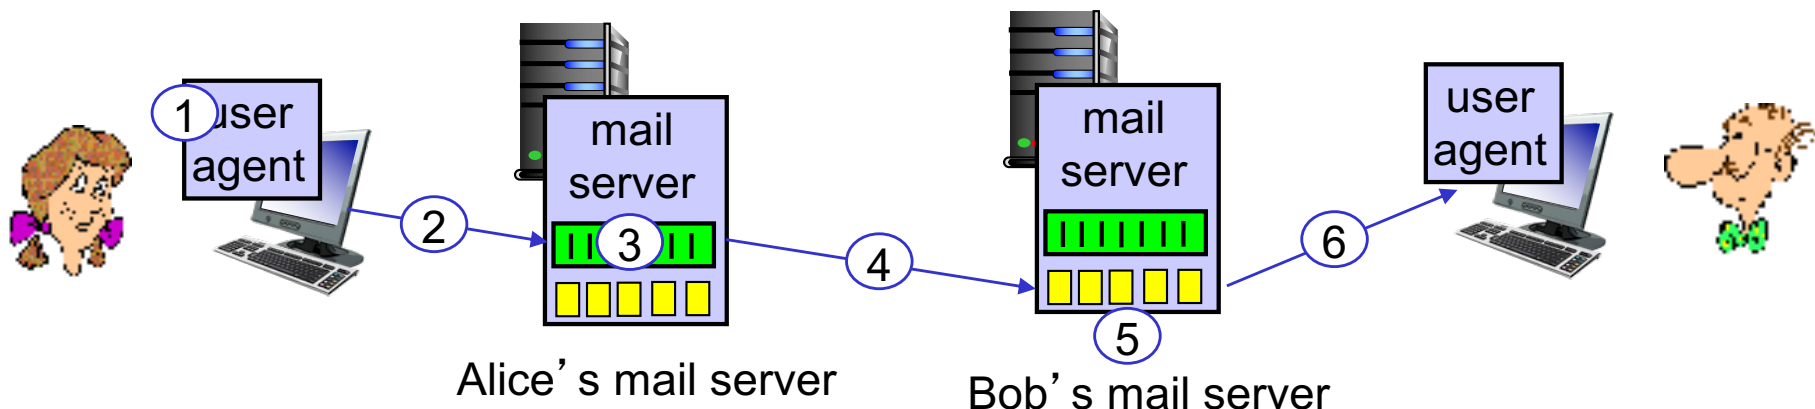 1
user
agent
2
mail
server
3
Alice’s mail server
4
mail
server
5
Bob’s mail server
6
user
agent